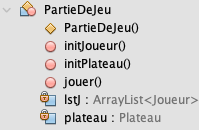 PartieDeJeu
PartieDeJeu()
initJoueur()
initPlateau()
jouer()
lstJ : ArrayList<Joueur>
plateau : Plateau